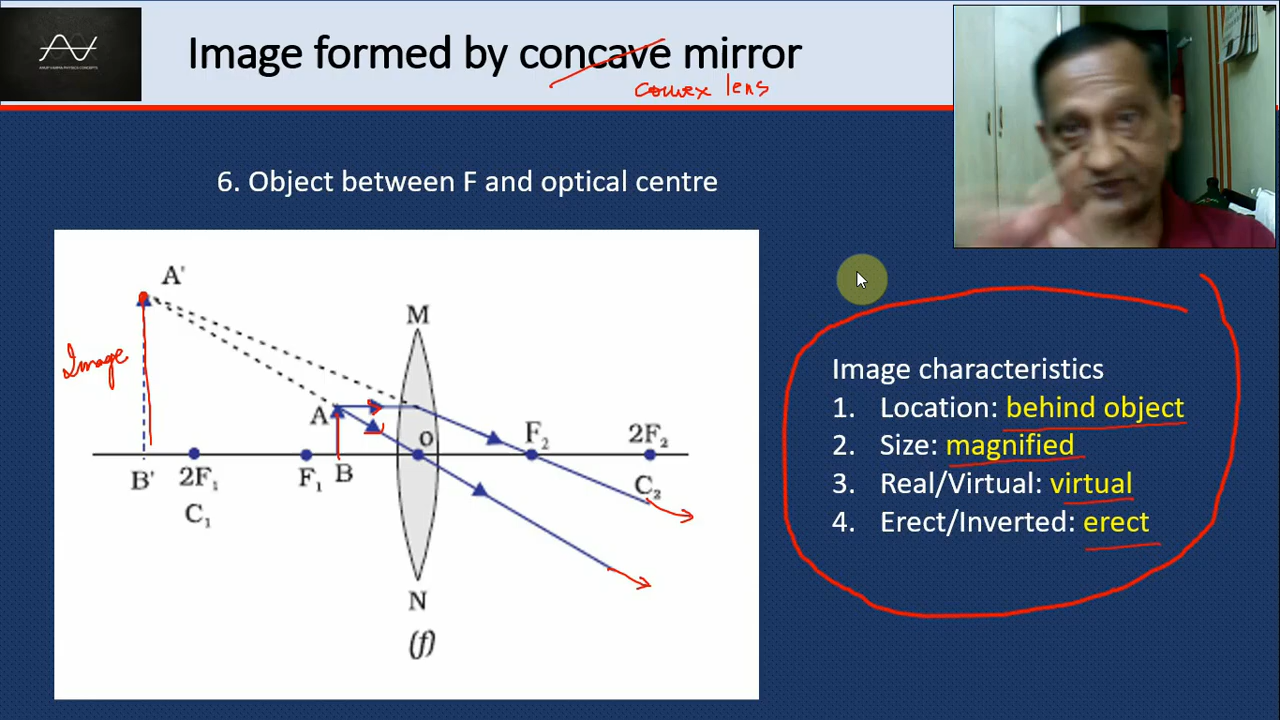 Image formed by concave mirror
convex lens
6. Object between F and optical centre
A'
M
Image
A
O
F₂
2F₂
B'
2F₁
F₁
B
C₂
C₁
N
(f)
Image characteristics
1. Location: behind object
2. Size: magnified
3. Real/Virtual: virtual
4. Erect/Inverted: erect